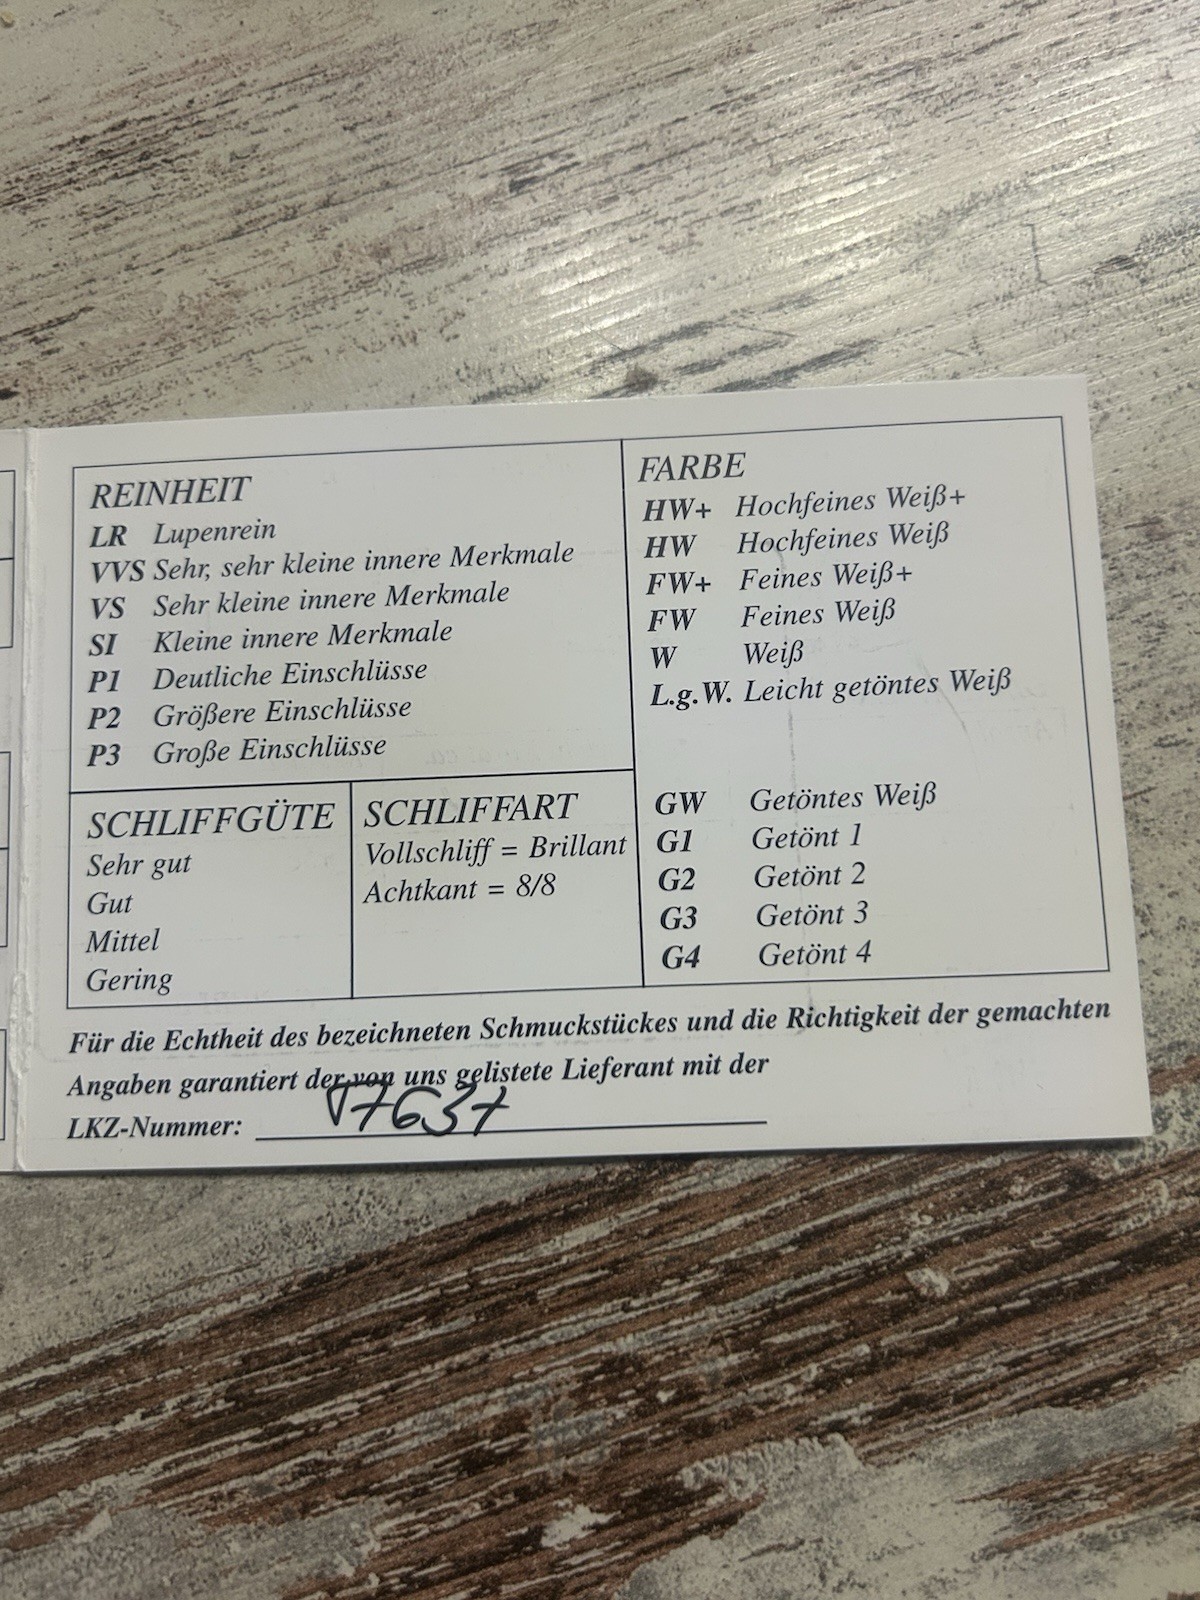 REINHEIT
LR Lupenrein
VVS Sehr, sehr kleine innere Merkmale
VS Sehr kleine innere Merkmale
SI Kleine innere Merkmale
P1 Deutliche Einschlüsse
P2 Größere Einschlüsse
P3 Große Einschlüsse
SCHLIFFGÜTE
Sehr gut
Gut
Mittel
Gering
SCHLIFFART
Vollschliff = Brillant
Achtkant = 8/8
FARBE
HW+ Hochfeines Weiß+
HW Hochfeines Weiß
FW+ Feines Weiß+
FW Feines Weiß
W Weiß
L.g.W. Leicht getöntes Weiß
GW Getöntes Weiß
G1 Getönt 1
G2 Getönt 2
G3 Getönt 3
G4 Getönt 4
Für die Echtheit des bezeichneten Schmuckstückes und die Richtigkeit der gemachten
Angaben garantiert der von uns gelistete Lieferant mit der
LKZ-Nummer: